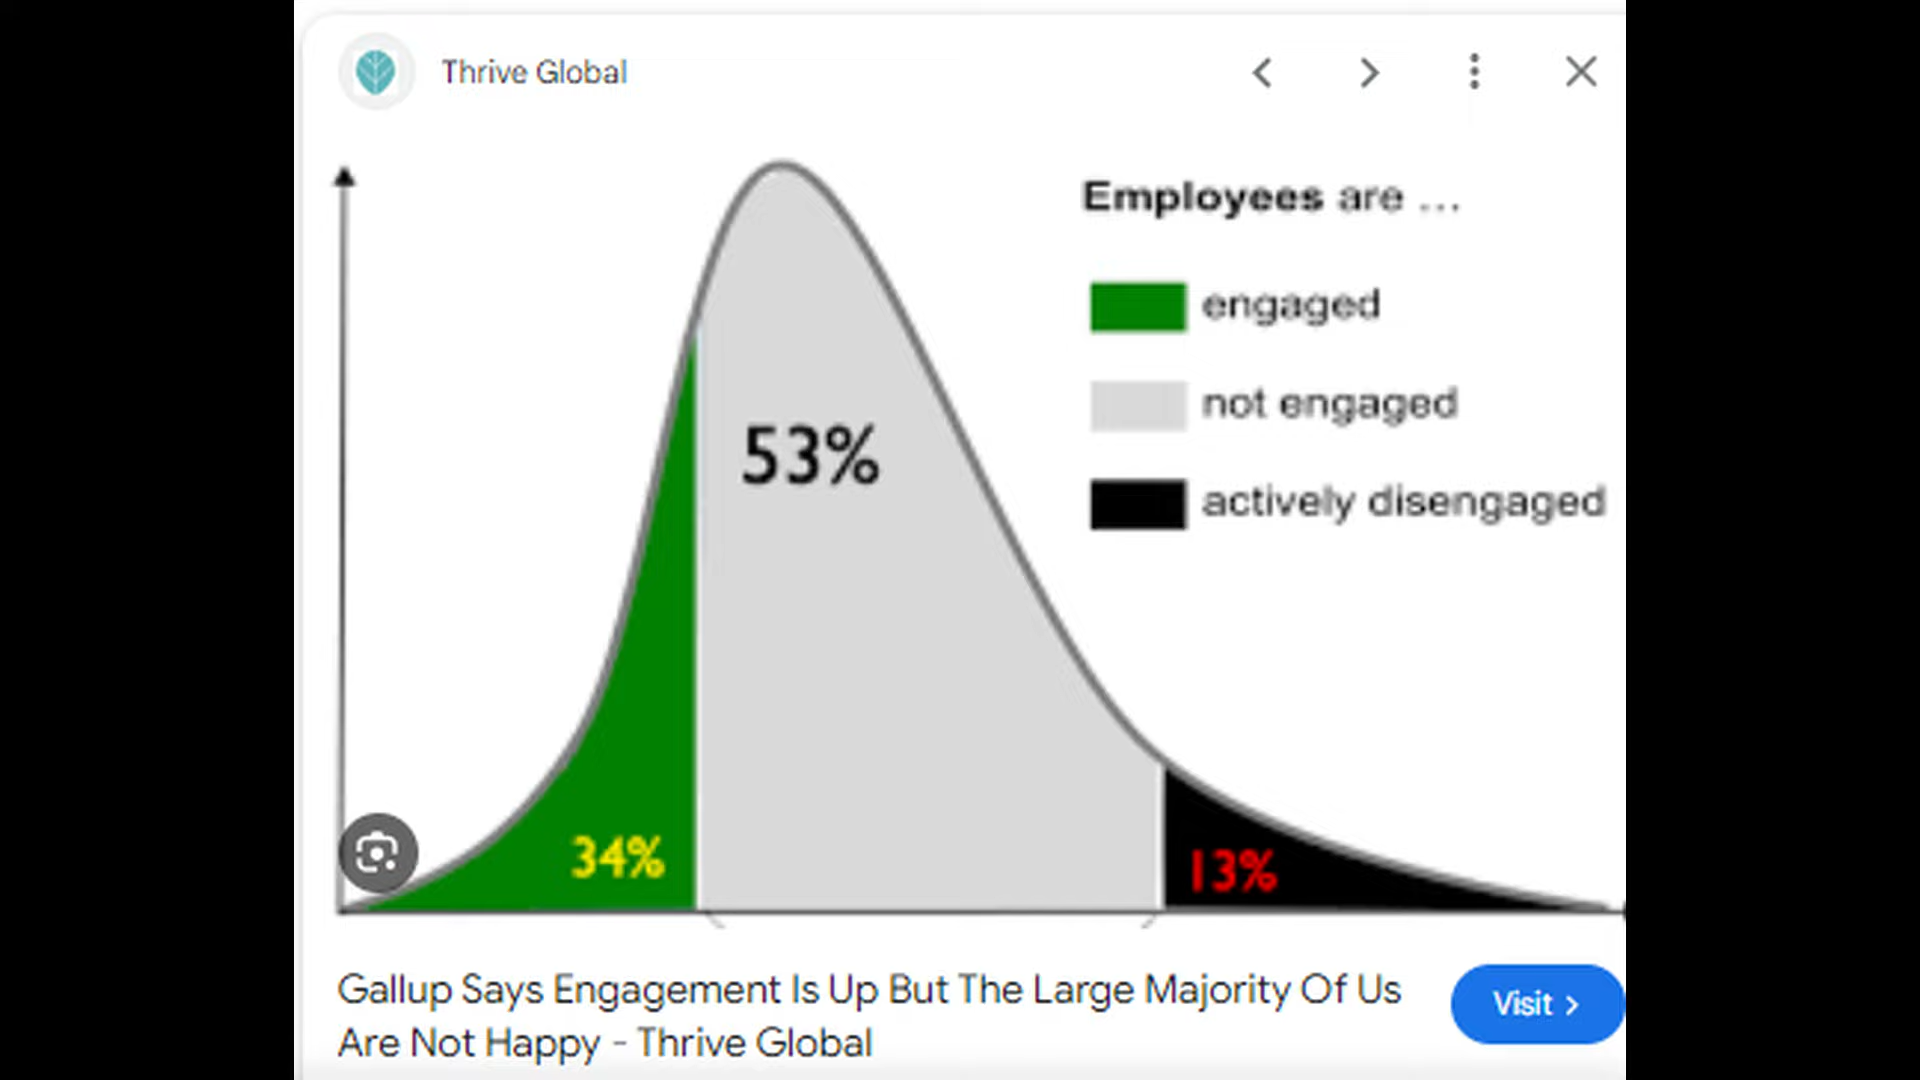 Thrive Global
Employees are ...
engaged
not engaged
actively disengaged
53%
34%
13%
Gallup Says Engagement Is Up But The Large Majority Of Us
Are Not Happy - Thrive Global
Visit